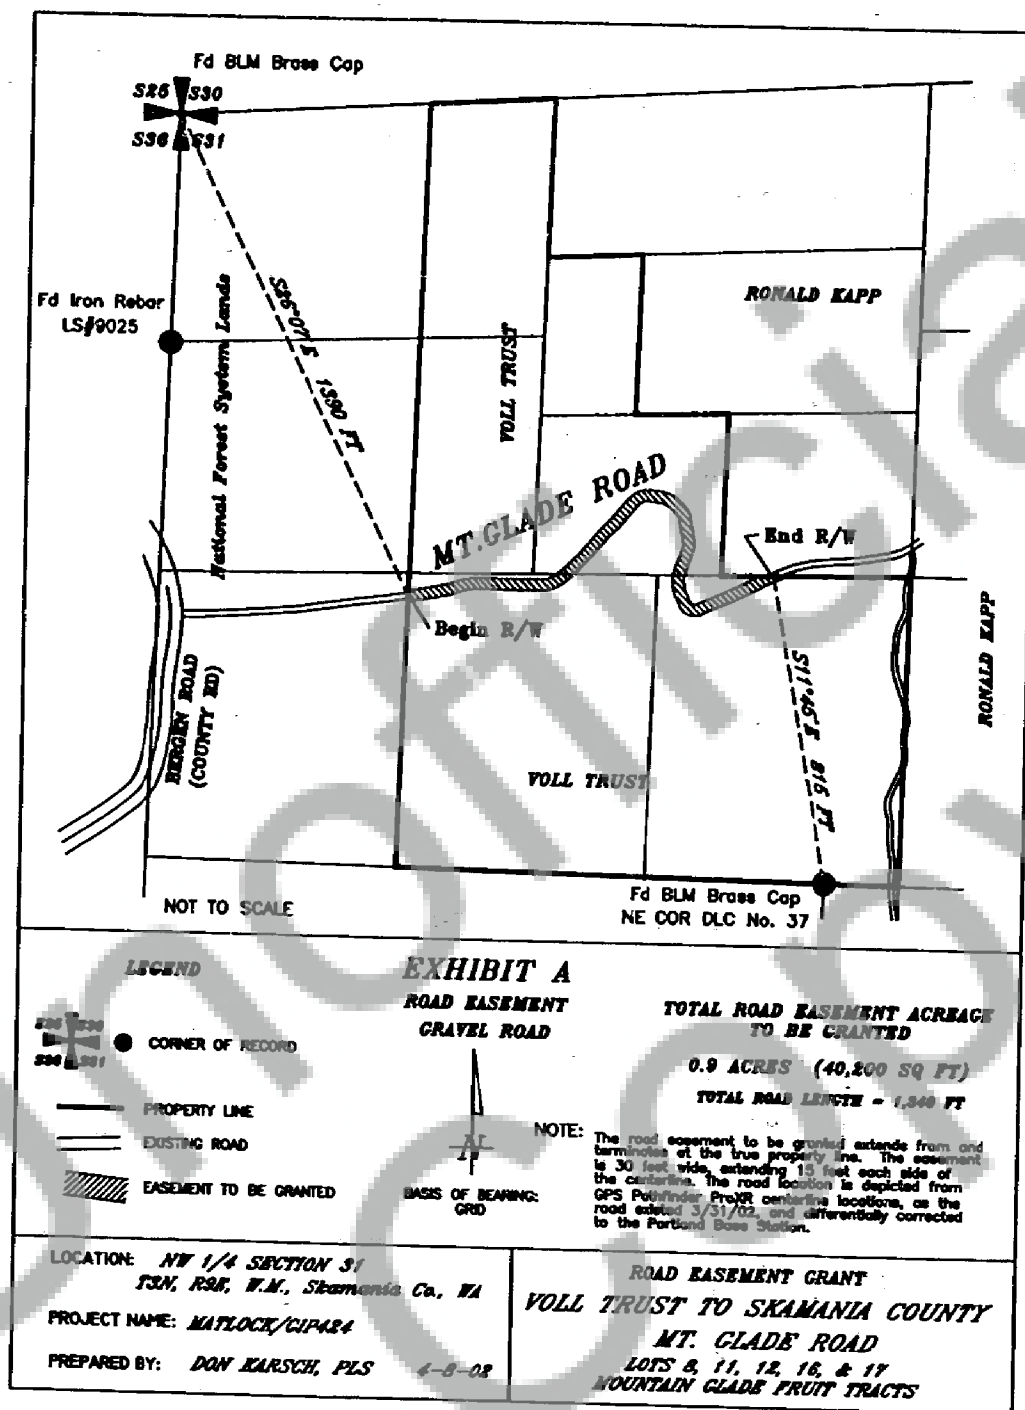 Fd BLM Brass Cap
S25 S30
S36 S31
Fd Iron Rebar
LS#9025
National Forest System Lands
S26°07'E 1390 FT
VOLL TRUST
RONALD KAPP
MT. GLADE ROAD
End R/W
Begin R/W
BERGEN ROAD
(COUNTY RD)
S11°45'E 816 FT
RONALD KAPP
VOLL TRUST
Fd BLM Brass Cap
NE COR DLC No. 37
NOT TO SCALE
LEGEND
S25 S30
S36 S31
CORNER OF RECORD
PROPERTY LINE
EXISTING ROAD
EASEMENT TO BE GRANTED
EXHIBIT A
ROAD EASEMENT
GRAVEL ROAD
N
BASIS OF BEARING:
GRID
TOTAL ROAD EASEMENT ACREAGE
TO BE GRANTED
0.9 ACRES (40,200 SQ FT)
TOTAL ROAD LENGTH = 1,340 FT
NOTE: The road easement to be granted extends from and
terminates at the true property line. The easement
is 30 feet wide, extending 15 feet each side of
the centerline. The road location is depicted from
GPS Pathfinder ProXR centerline locations, as the
road existed 3/31/02, and differentially corrected
to the Portland Base Station.
LOCATION: NW 1/4 SECTION 31
T3N, R9E, W.M., Skamania Co., WA
PROJECT NAME: MATLOCK/GIP424
PREPARED BY: DON KARSCH, PLS 4-8-02
ROAD EASEMENT GRANT
VOLL TRUST TO SKAMANIA COUNTY
MT. GLADE ROAD
LOTS 8, 11, 12, 16, & 17
MOUNTAIN GLADE FRUIT TRACTS